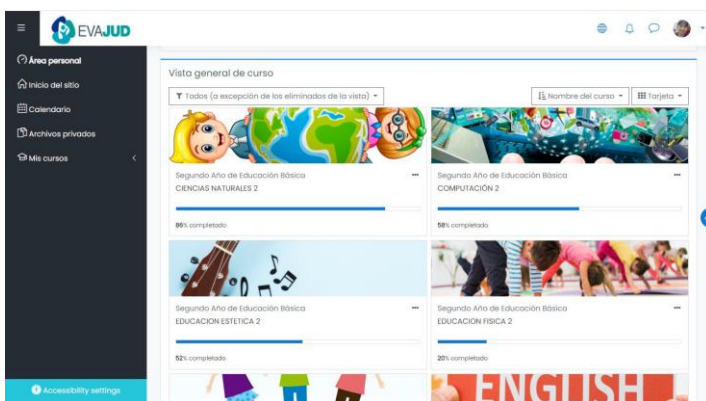 EVAJUD
Área personal
Inicio del sitio
Calendario
Archivos privados
Mis cursos
Accessibility settings
Vista general de curso
Todos (a excepción de los eliminados de la vista)
Nombre del curso
Tarjeta
Segundo Año de Educación Básica
CIENCIAS NATURALES 2
86% completado
Segundo Año de Educación Básica
COMPUTACIÓN 2
58% completado
Segundo Año de Educación Básica
EDUCACION ESTETICA 2
52% completado
Segundo Año de Educación Básica
EDUCACION FISICA 2
20% completado
ENGLISH